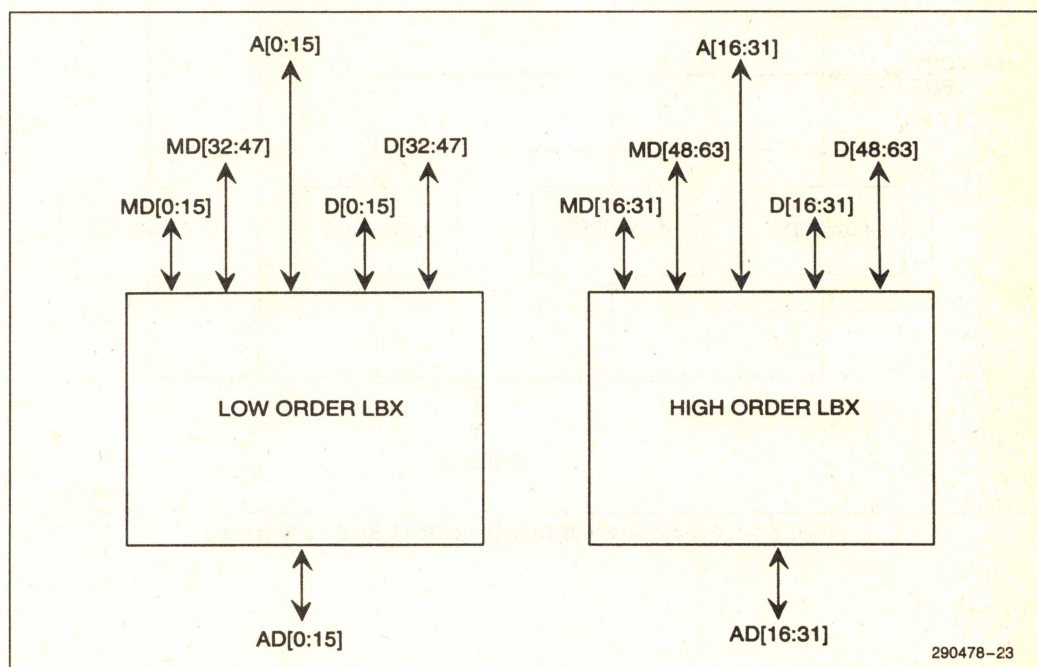 A[0:15]
A[16:31]
MD[32:47]
D[32:47]
MD[48:63]
D[48:63]
MD[0:15]
D[0:15]
MD[16:31]
D[16:31]
LOW ORDER LBX
HIGH ORDER LBX
AD[0:15]
AD[16:31]
290478–23